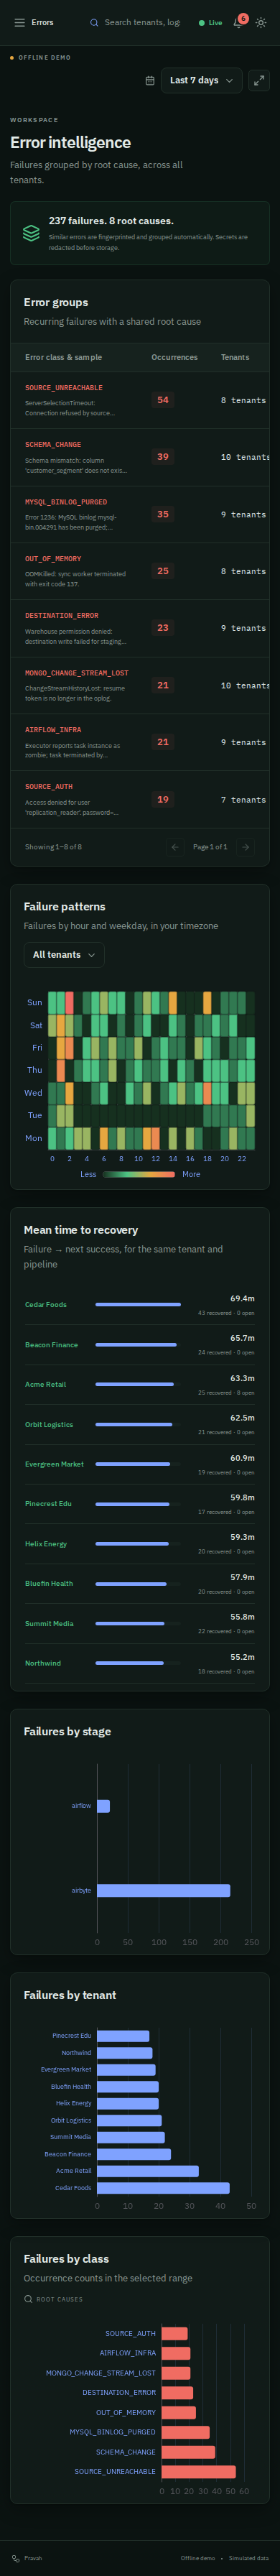 Errors
Search tenants, log
Live
6
OFFLINE DEMO
Last 7 days
WORKSPACE
Error intelligence
Failures grouped by root cause, across all
tenants.
237 failures. 8 root causes.
Similar errors are fingerprinted and grouped automatically. Secrets are
redacted before storage.
Error groups
Recurring failures with a shared root cause
Error class & sample Occurrences Tenants
SOURCE_UNREACHABLE
ServerSelectionTimeout:
Connection refused by source…
54 8 tenants
SCHEMA_CHANGE
Schema mismatch: column
'customer_segment' does not exis…
39 10 tenants
MYSQL_BINLOG_PURGED
Error 1236: MySQL binlog mysql-
bin.004291 has been purged;…
35 9 tenants
OUT_OF_MEMORY
OOMKilled: sync worker terminated
with exit code 137.
25 8 tenants
DESTINATION_ERROR
Warehouse permission denied:
destination write failed for staging…
23 9 tenants
MONGO_CHANGE_STREAM_LOST
ChangeStreamHistoryLost: resume
token is no longer in the oplog.
21 10 tenants
AIRFLOW_INFRA
Executor reports task instance as
zombie; task terminated by…
21 9 tenants
SOURCE_AUTH
Access denied for user
'replication_reader'. password=…
19 7 tenants
Showing 1–8 of 8
Page 1 of 1
Failure patterns
Failures by hour and weekday, in your timezone
All tenants
Sun
Sat
Fri
Thu
Wed
Tue
Mon
0 2 4 6 8 10 12 14 16 18 20 22
Less More
Mean time to recovery
Failure → next success, for the same tenant and
pipeline
Cedar Foods 69.4m
43 recovered · 0 open
Beacon Finance 65.7m
24 recovered · 0 open
Acme Retail 63.3m
25 recovered · 8 open
Orbit Logistics 62.5m
21 recovered · 0 open
Evergreen Market 60.9m
19 recovered · 0 open
Pinecrest Edu 59.8m
17 recovered · 0 open
Helix Energy 59.3m
20 recovered · 0 open
Bluefin Health 57.9m
20 recovered · 0 open
Summit Media 55.8m
22 recovered · 0 open
Northwind 55.2m
18 recovered · 0 open
Failures by stage
airflow
airbyte
0 50 100 150 200 250
Failures by tenant
Pinecrest Edu
Northwind
Evergreen Market
Bluefin Health
Helix Energy
Orbit Logistics
Summit Media
Beacon Finance
Acme Retail
Cedar Foods
0 10 20 30 40 50
Failures by class
Occurrence counts in the selected range
ROOT CAUSES
SOURCE_AUTH
AIRFLOW_INFRA
MONGO_CHANGE_STREAM_LOST
DESTINATION_ERROR
OUT_OF_MEMORY
MYSQL_BINLOG_PURGED
SCHEMA_CHANGE
SOURCE_UNREACHABLE
0 10 20 30 40 50 60
Pravah
Offline demo • Simulated data